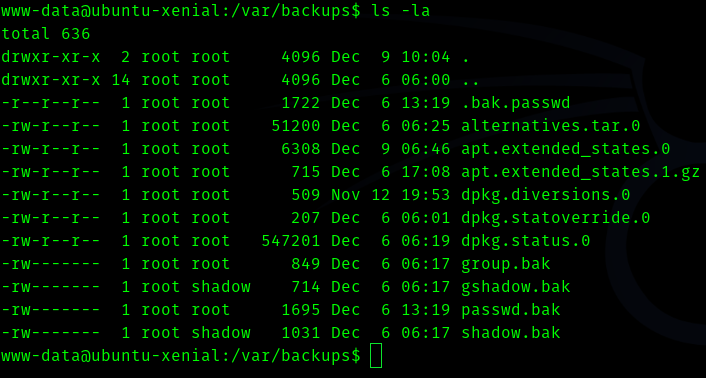 www-data@ubuntu-xenial:/var/backups$ ls -la
total 636
drwxr-xr-x  2 root root     4096 Dec  9 10:04 .
drwxr-xr-x 14 root root     4096 Dec  6 06:00 ..
-r--r--r--  1 root root     1722 Dec  6 13:19 .bak.passwd
-rw-r--r--  1 root root    51200 Dec  6 06:25 alternatives.tar.0
-rw-r--r--  1 root root     6308 Dec  9 06:46 apt.extended_states.0
-rw-r--r--  1 root root      715 Dec  6 17:08 apt.extended_states.1.gz
-rw-r--r--  1 root root      509 Nov 12 19:53 dpkg.diversions.0
-rw-r--r--  1 root root      207 Dec  6 06:01 dpkg.statoverride.0
-rw-r--r--  1 root root   547201 Dec  6 06:19 dpkg.status.0
-rw-------  1 root root      849 Dec  6 06:17 group.bak
-rw-------  1 root shadow    714 Dec  6 06:17 gshadow.bak
-rw-------  1 root root     1695 Dec  6 13:19 passwd.bak
-rw-------  1 root shadow   1031 Dec  6 06:17 shadow.bak
www-data@ubuntu-xenial:/var/backups$